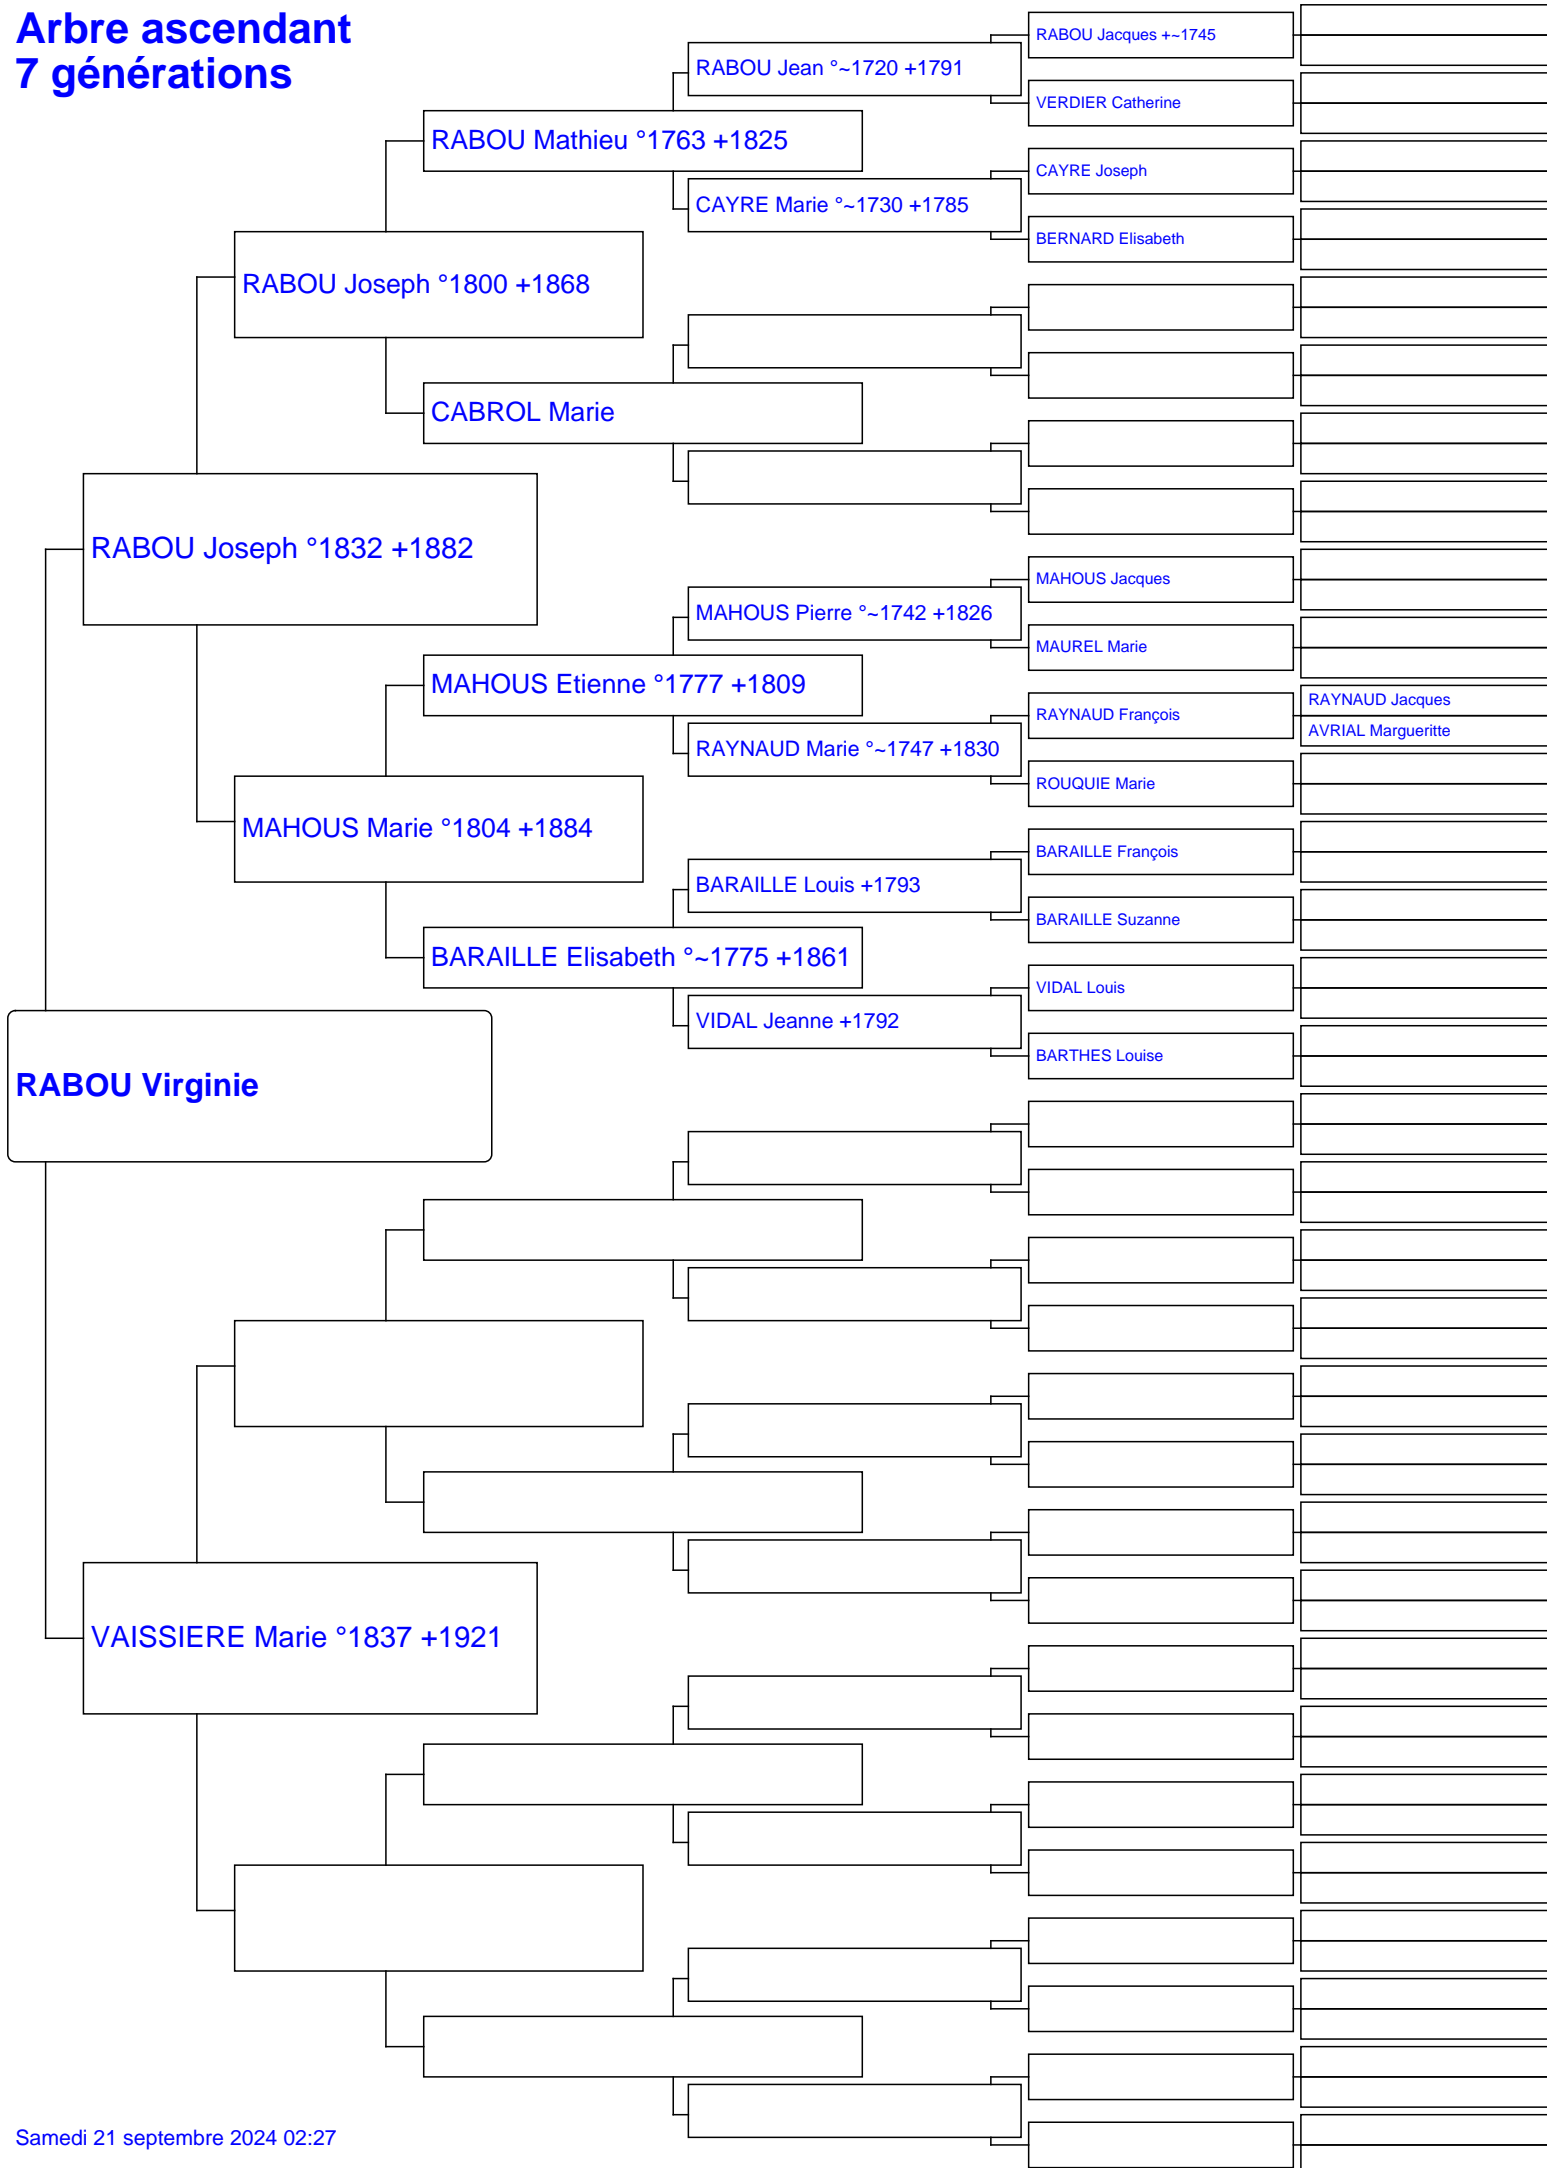 Arbre ascendant
7 générations
RABOU Jacques +~1745
RABOU Jean °~1720 +1791
VERDIER Catherine
RABOU Mathieu °1763 +1825
CAYRE Joseph
CAYRE Marie °~1730 +1785
BERNARD Elisabeth
RABOU Joseph °1800 +1868
CABROL Marie
RABOU Joseph °1832 +1882
MAHOUS Jacques
MAHOUS Pierre °~1742 +1826
MAUREL Marie
MAHOUS Etienne °1777 +1809
RAYNAUD Jacques
RAYNAUD François
AVRIAL Margueritte
RAYNAUD Marie °~1747 +1830
ROUQUIE Marie
MAHOUS Marie °1804 +1884
BARAILLE François
BARAILLE Louis +1793
BARAILLE Suzanne
BARAILLE Elisabeth °~1775 +1861
VIDAL Louis
VIDAL Jeanne +1792
BARTHES Louise
RABOU Virginie
VAISSIERE Marie °1837 +1921
Samedi 21 septembre 2024 02:27